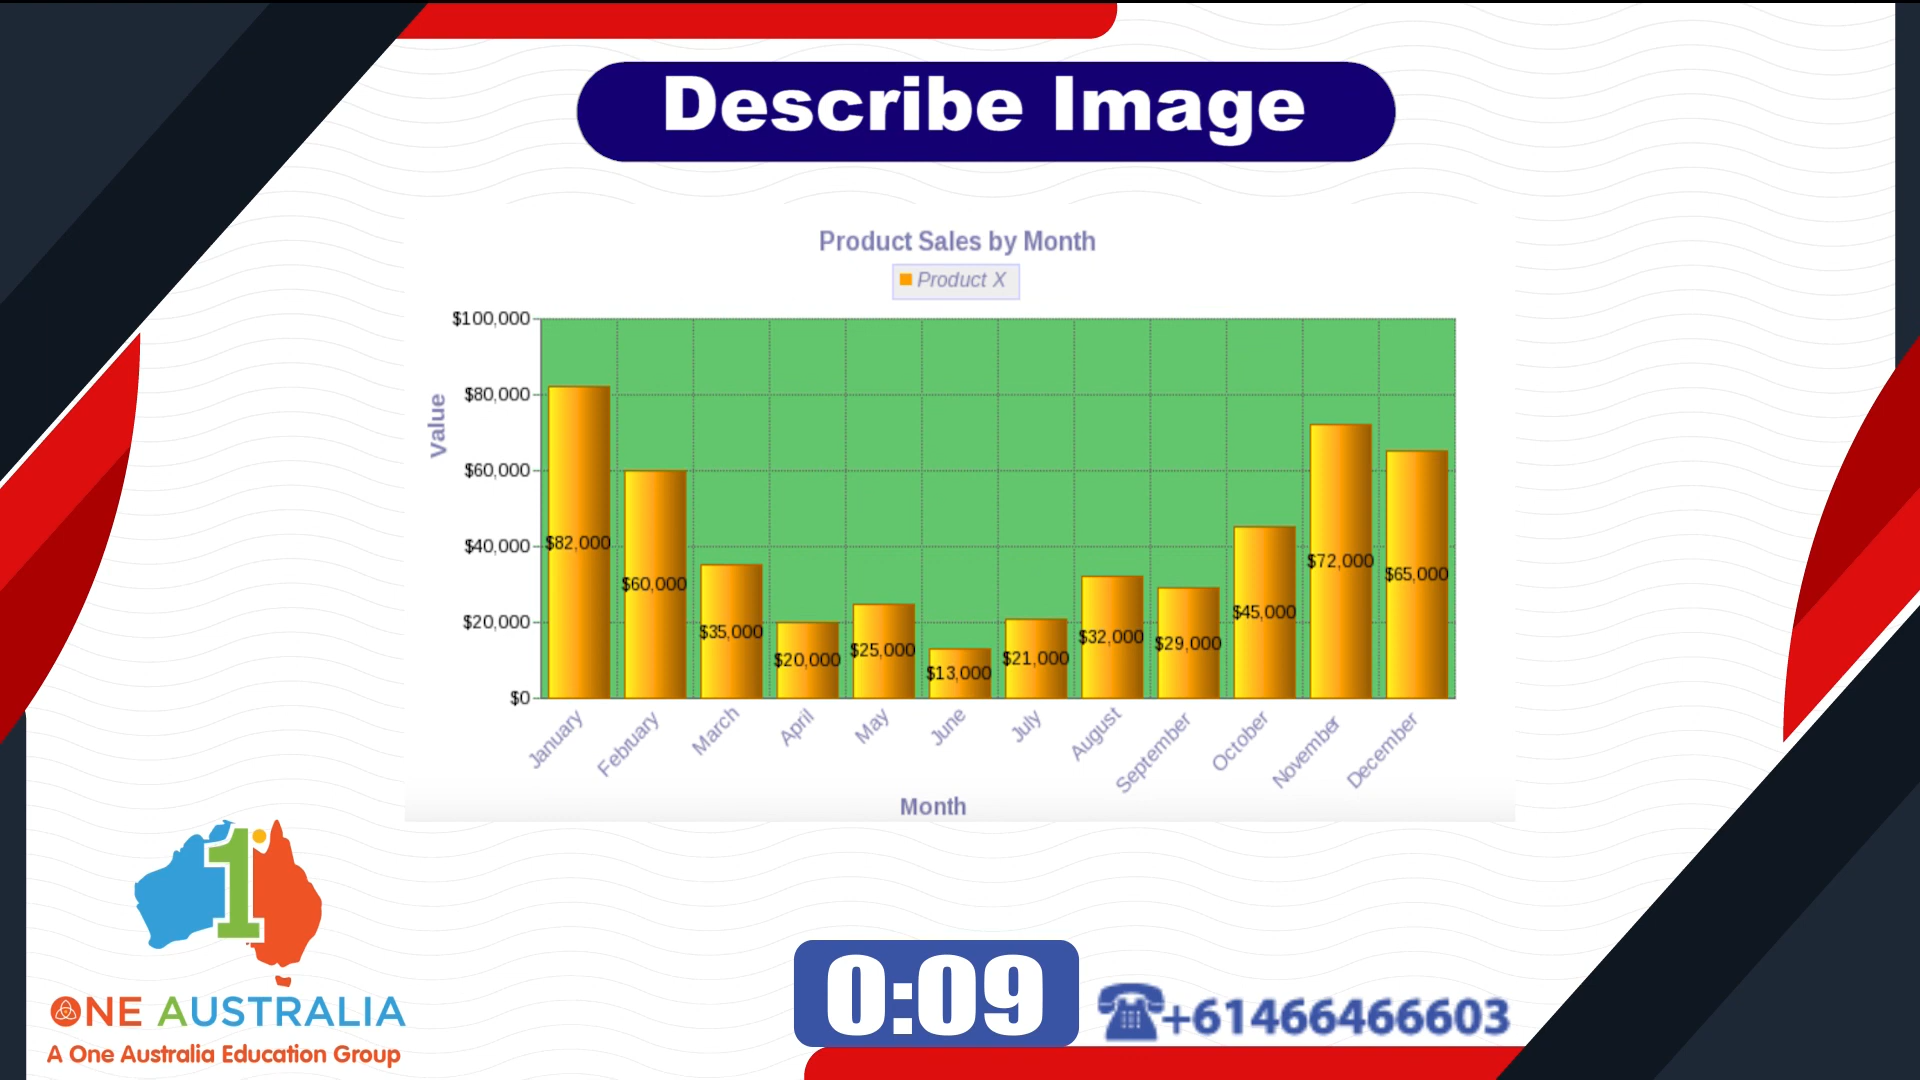 Describe Image
Product Sales by Month
Product X
$100,000
$80,000
$60,000
$40,000
$20,000
$0
Value
$82,000
$60,000
$35,000
$20,000
$25,000
$13,000
$21,000
$32,000
$29,000
$45,000
$72,000
$65,000
January
February
March
April
May
June
July
August
September
October
November
December
Month
1
ONE AUSTRALIA
A One Australia Education Group
0:09
+61466466603